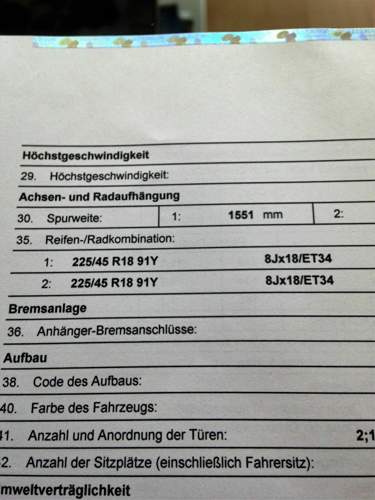 Höchstgeschwindigkeit
29. Höchstgeschwindigkeit:
Achsen- und Radaufhängung
30. Spurweite: 1: 1551 mm 2:
35. Reifen-/Radkombination:
1: 225/45 R18 91Y 8Jx18/ET34
2: 225/45 R18 91Y 8Jx18/ET34
Bremsanlage
36. Anhänger-Bremsanschlüsse:
Aufbau
38. Code des Aufbaus:
40. Farbe des Fahrzeugs:
41. Anzahl und Anordnung der Türen: 2;1
2. Anzahl der Sitzplätze (einschließlich Fahrersitz):
mweltverträglichkeit